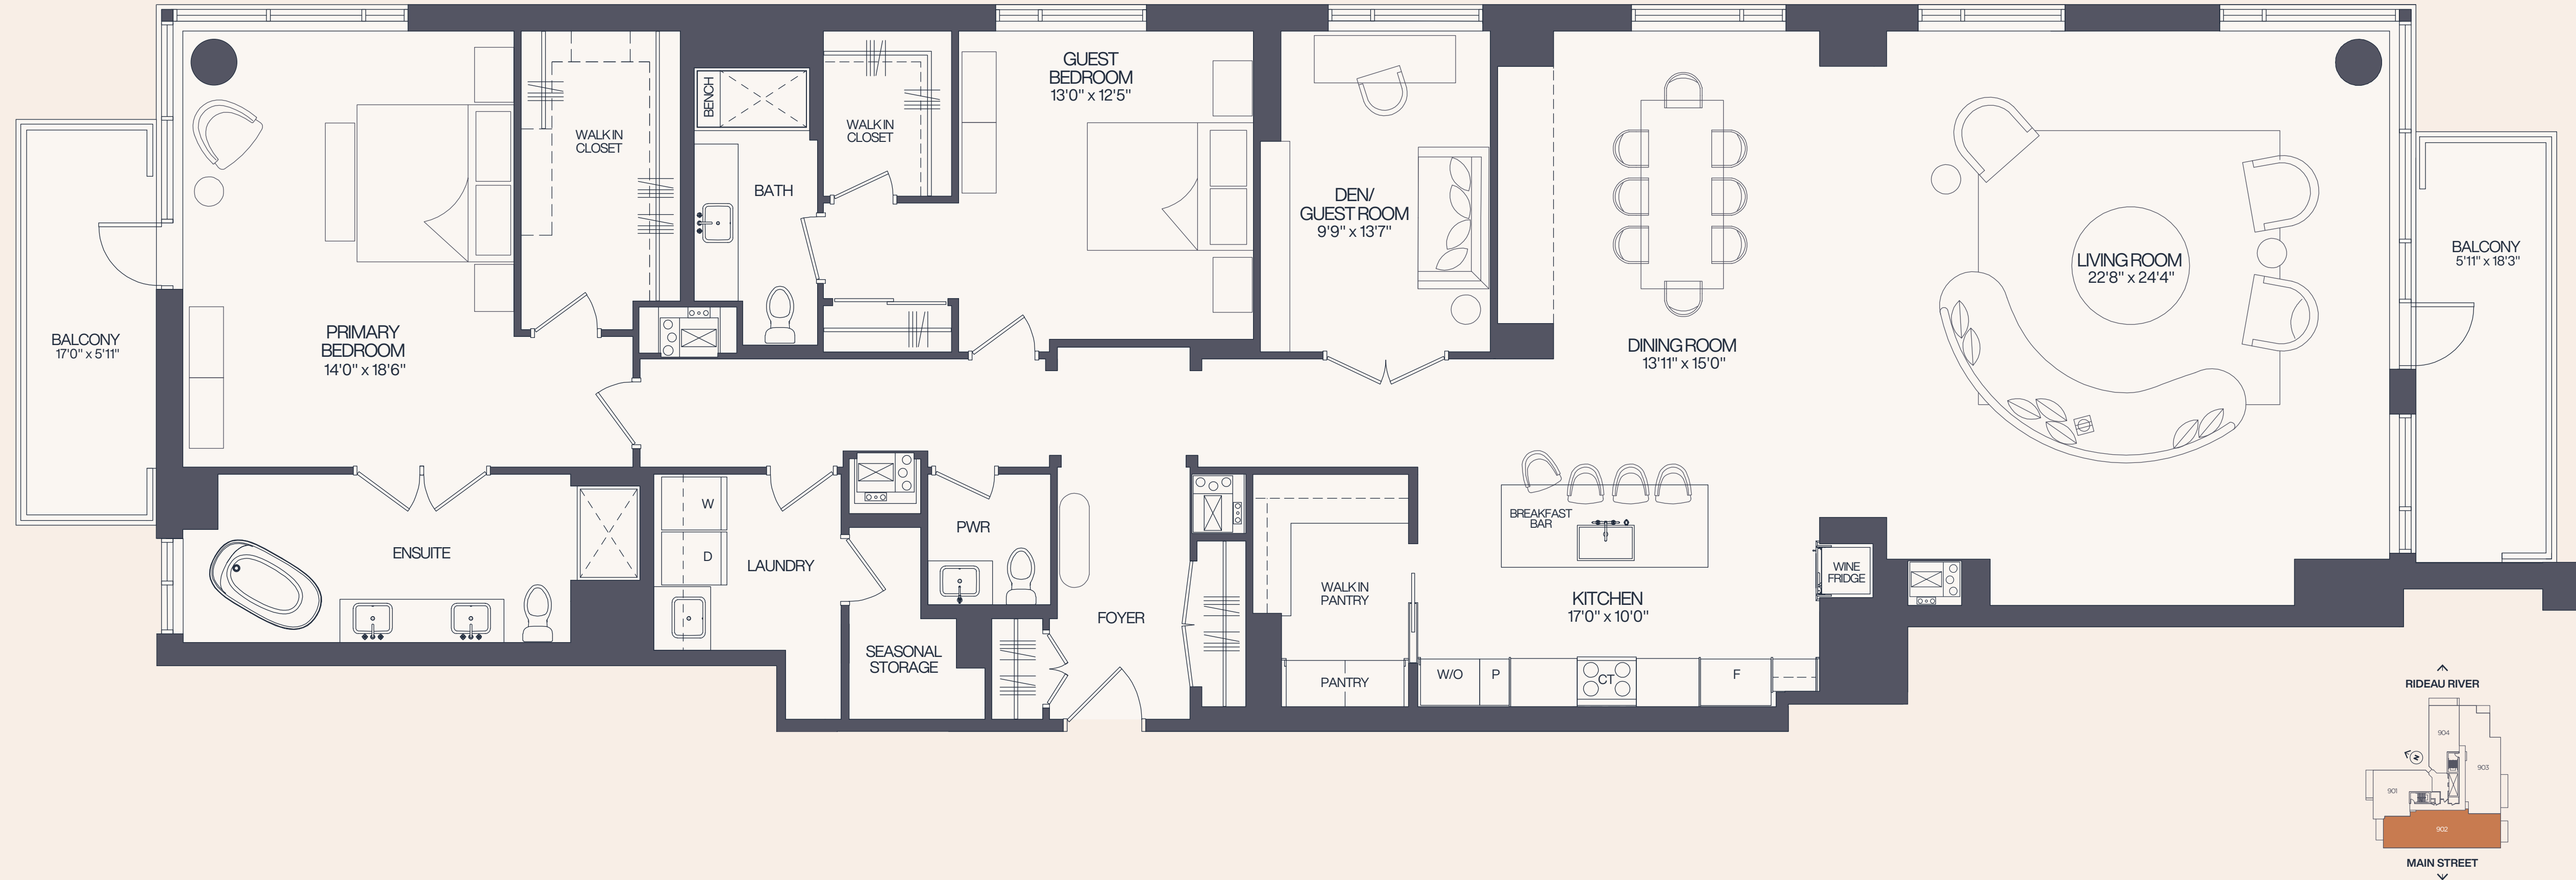 BALCONY
17'0" x 5'11"
PRIMARY
BEDROOM
14'0" x 18'6"
WALK IN
CLOSET
BENCH
BATH
WALK IN
CLOSET
GUEST
BEDROOM
13'0" x 12'5"
DEN/
GUEST ROOM
9'9" x 13'7"
DINING ROOM
13'11" x 15'0"
LIVING ROOM
22'8" x 24'4"
BALCONY
5'11" x 18'3"
ENSUITE
W
D
LAUNDRY
PWR
SEASONAL
STORAGE
FOYER
WALK IN
PANTRY
PANTRY
BREAKFAST
BAR
KITCHEN
17'0" x 10'0"
W/O
P
CT
F
WINE
FRIDGE
RIDEAU RIVER
904
N
903
901
902
MAIN STREET